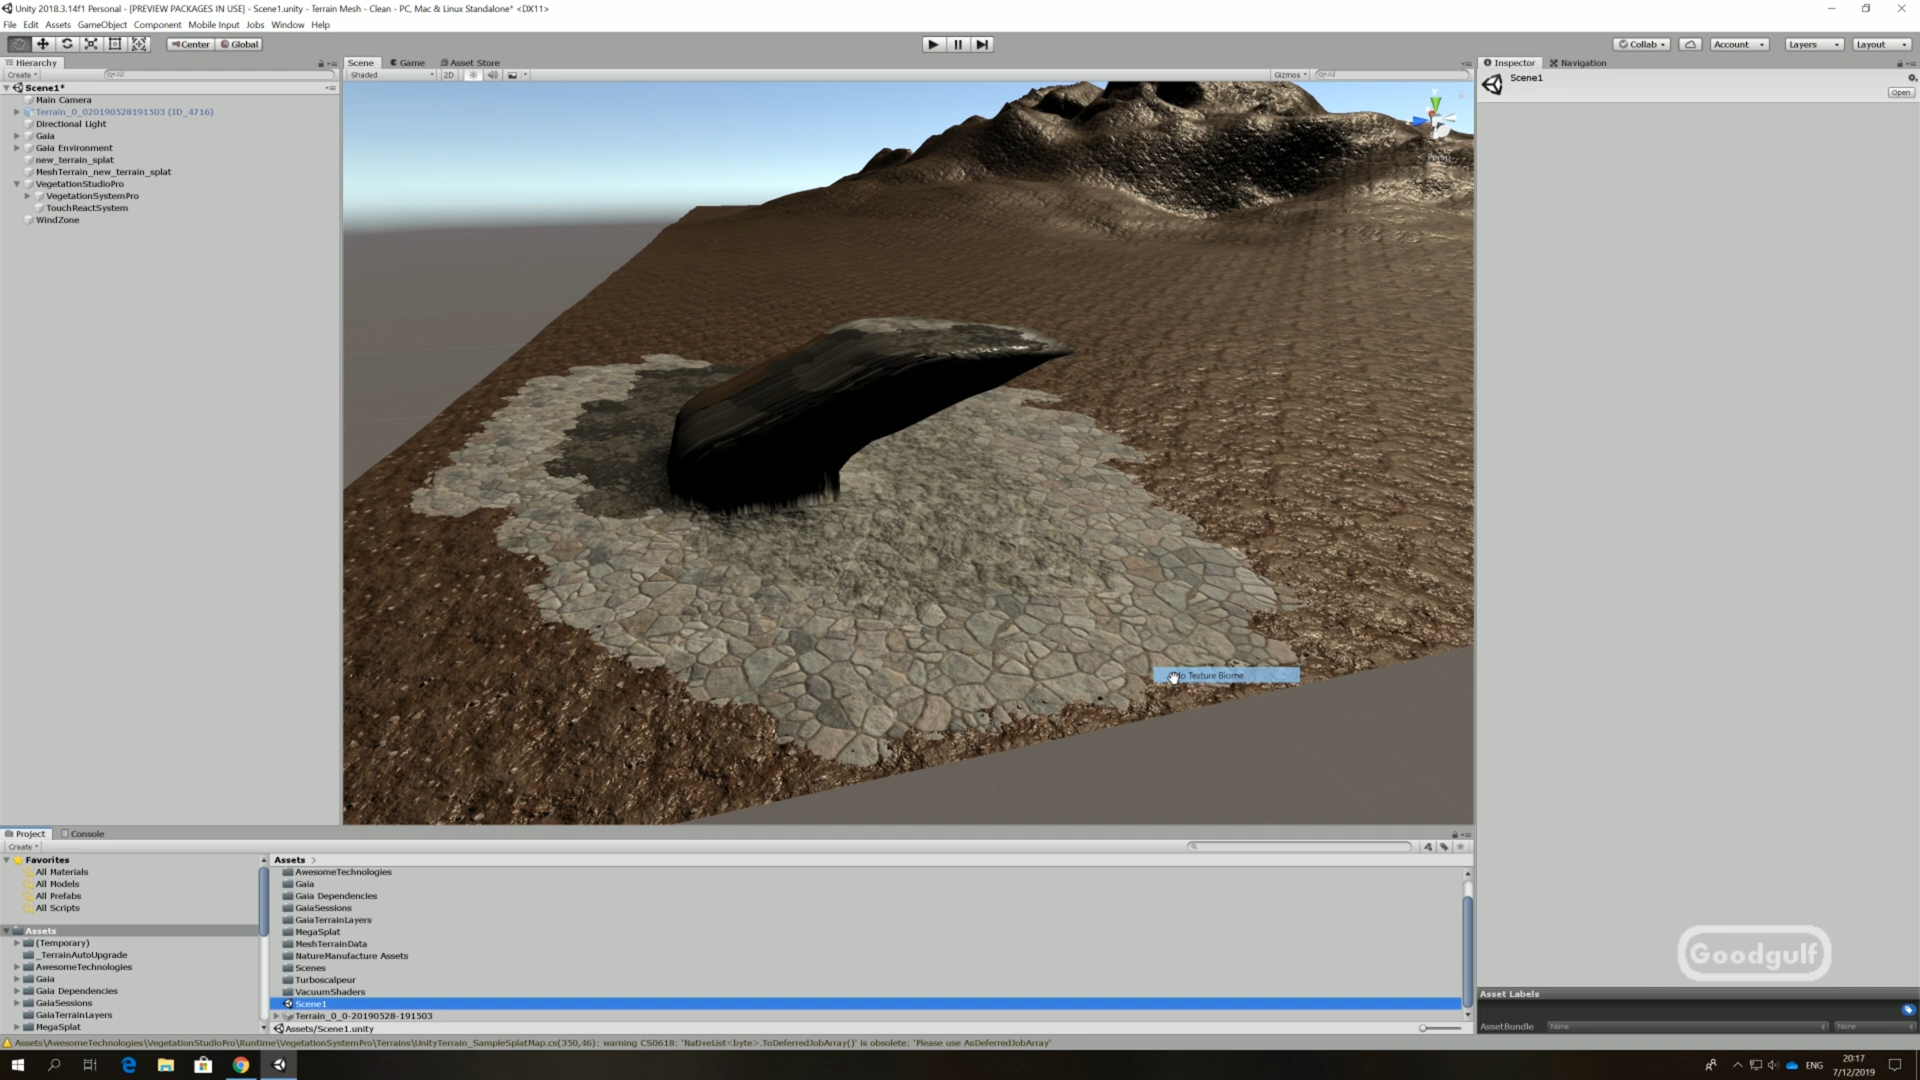 Unity 2018.3.14f1 Personal - [PREVIEW PACKAGES IN USE] - Scene1.unity - Terrain Mesh - Clean - PC, Mac & Linux Standalone* <DX11>
File Edit Assets GameObject Component Mobile Input Jobs Window Help
Center Global Collab Account Layers Layout
Hierarchy Scene Game Asset Store Inspector Navigation
Create All Shaded 2D Gizmos All Scene1
Open
Scene1*
Main Camera
Terrain_0_020190528191503 (ID_4716)
Directional Light
Gaia
Gaia Environment
new_terrain_splat
MeshTerrain_new_terrain_splat
VegetationStudioPro
VegetationSystemPro
TouchReactSystem
WindZone
Persp
Texture Biome
Project Console
Create
Favorites
All Materials
All Models
All Prefabs
All Scripts
Assets
(Temporary)
_TerrainAutoUpgrade
AwesomeTechnologies
Gaia
Gaia Dependencies
GaiaSessions
GaiaTerrainLayers
MegaSplat
Assets
AwesomeTechnologies
Gaia
Gaia Dependencies
GaiaSessions
GaiaTerrainLayers
MegaSplat
MeshTerrainData
NatureManufacture Assets
Scenes
Turboscalpeur
VacuumShaders
Scene1
Terrain_0_0-20190528-191503
Assets/Scene1.unity
Goodgulf
Asset Labels
AssetBundle None None
Assets\AwesomeTechnologies\VegetationStudioPro\Runtime\VegetationSystemPro\Terrains\UnityTerrain_SampleSplatMap.cs(350,46): warning CS0618: 'NativeList<byte>.ToDeferredJobArray()' is obsolete: 'Please use AsDeferredJobArray'
ENG
20:17
7/12/2019